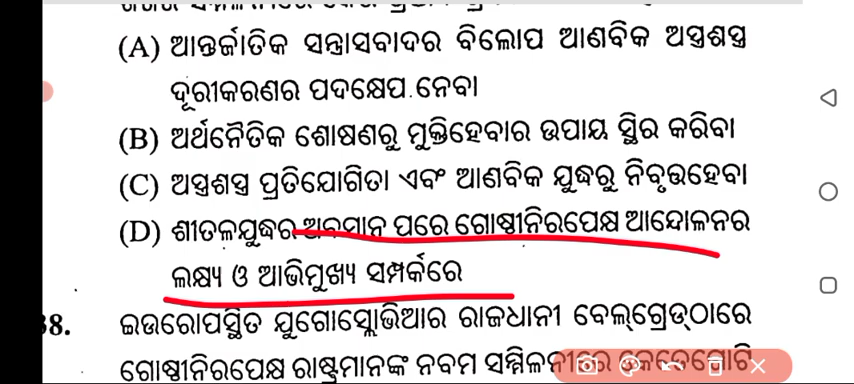 (A) ଆନ୍ତର୍ଜାତିକ ସନ୍ତ୍ରାସବାଦର ବିଲୋପ ଆଣବିକ ଅସ୍ତ୍ରଶସ୍ତ୍ର
ଦୂରୀକରଣର ପଦକ୍ଷେପ ନେବା
(B) ଅର୍ଥନୈତିକ ଶୋଷଣରୁ ମୁକ୍ତିହେବାର ଉପାୟ ସ୍ଥିର କରିବା
(C) ଅସ୍ତ୍ରଶସ୍ତ୍ର ପ୍ରତିଯୋଗିତା ଏବଂ ଆଣବିକ ଯୁଦ୍ଧରୁ ନିବୃତ୍ତହେବା
(D) ଶୀତଳଯୁଦ୍ଧର ଅବସାନ ପରେ ଗୋଷ୍ଠୀନିରପେକ୍ଷ ଆନ୍ଦୋଳନର
ଲକ୍ଷ୍ୟ ଓ ଆଭିମୁଖ୍ୟ ସମ୍ପର୍କରେ
38. ଇଉରୋପସ୍ଥିତ ଯୁଗୋସ୍ଲୋଭିଆର ରାଜଧାନୀ ବେଲ୍‌ଗ୍ରେଡ୍‌ଠାରେ
ଗୋଷ୍ଠୀନିରପେକ୍ଷ ରାଷ୍ଟ୍ରମାନଙ୍କ ନବମ